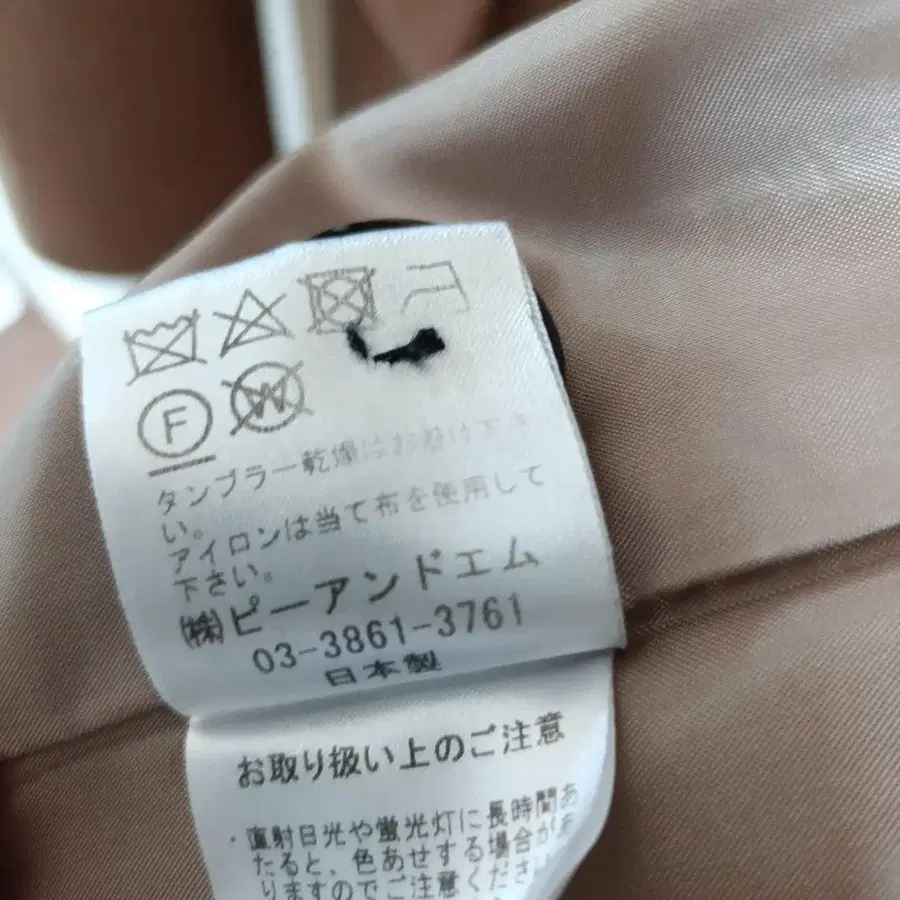 F
W
タンブラー乾燥はお避け下さ
い。
アイロンは当て布を使用して
下さい。
㈱ピーアンドエム
03-3861-3761
日本製
お取り扱い上のご注意
・直射日光や蛍光灯に長時間あ
たると、色あせする場合があ
りますのでご注意くださ